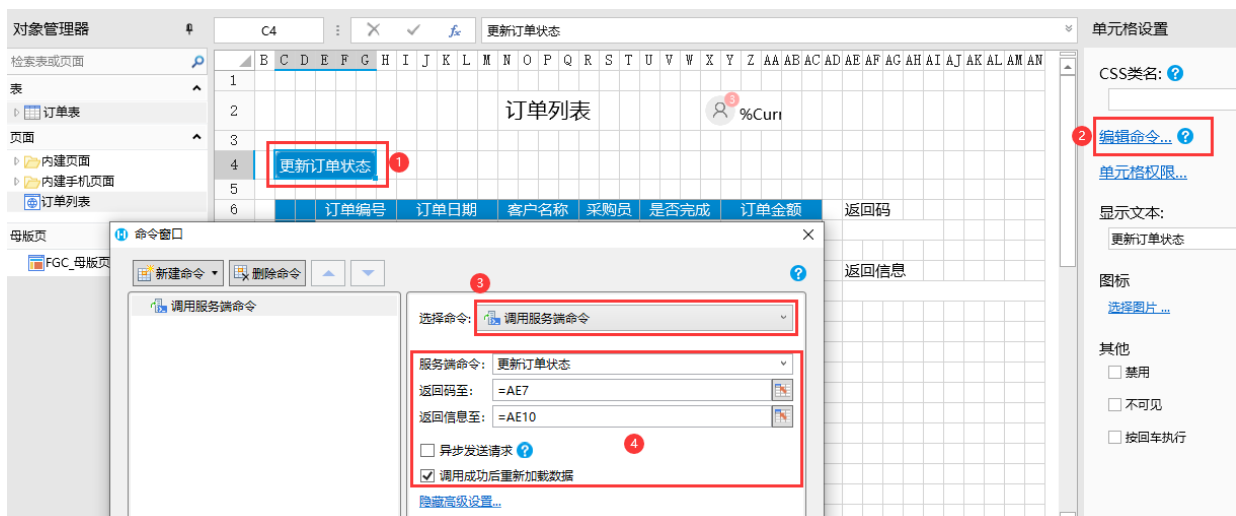 对象管理器
C4
更新订单状态
单元格设置
检索表或页面
表
订单表
页面
内建页面
内建手机页面
订单列表
母版页
FGC_母版页
B C D E F G H I J K L M N O P Q R S T U V W X Y Z AA AB AC AD AE AF AG AH AI AJ AK AL AM AN
1
2
3
4
5
6
订单列表
3
%Curr
更新订单状态
1
订单编号 订单日期 客户名称 采购员 是否完成 订单金额 返回码
返回信息
CSS类名:
2
编辑命令...
单元格权限...
显示文本:
更新订单状态
图标
选择图片 ...
其他
禁用
不可见
按回车执行
命令窗口
新建命令 删除命令
调用服务端命令
3
选择命令: 调用服务端命令
服务端命令: 更新订单状态
返回码至: =AE7
返回信息至: =AE10
异步发送请求
4
调用成功后重新加载数据
隐藏高级设置...